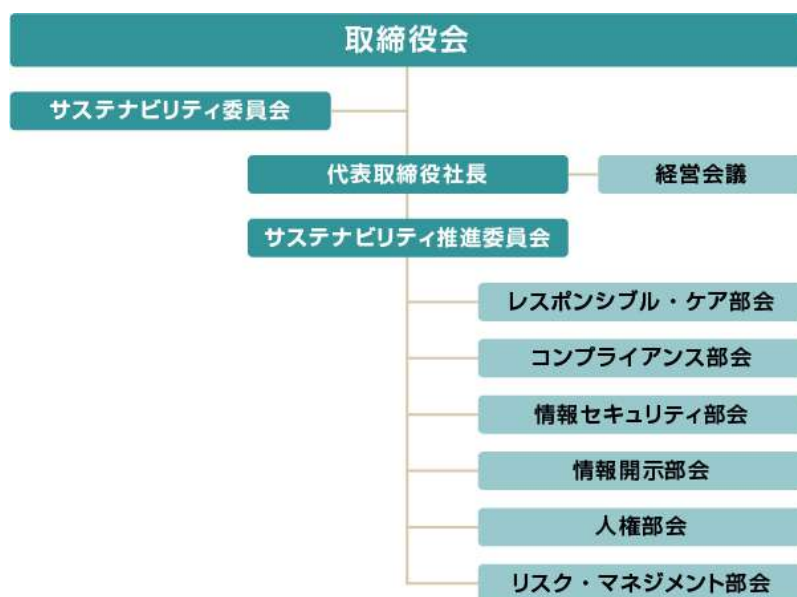 取締役会
サステナビリティ委員会
代表取締役社長
経営会議
サステナビリティ推進委員会
レスポンシブル・ケア部会
コンプライアンス部会
情報セキュリティ部会
情報開示部会
人権部会
リスク・マネジメント部会